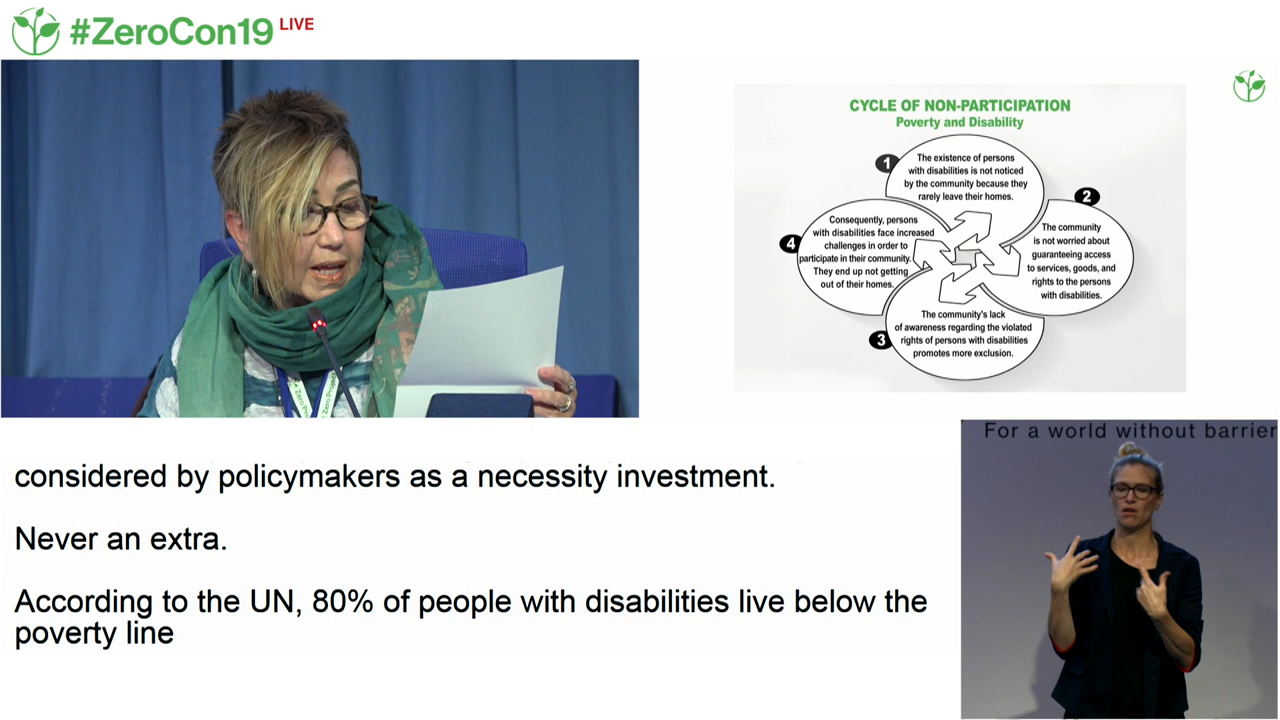 #ZeroCon19 LIVE
CYCLE OF NON-PARTICIPATION
Poverty and Disability
1
The existence of persons
with disabilities is not noticed
by the community because they
rarely leave their homes.
2
The community
is not worried about
guaranteeing access
to services, goods, and
rights to the persons
with disabilities.
3
The community's lack
of awareness regarding the violated
rights of persons with disabilities
promotes more exclusion.
4
Consequently, persons
with disabilities face increased
challenges in order to
participate in their community.
They end up not getting
out of their homes.
considered by policymakers as a necessity investment.
Never an extra.
According to the UN, 80% of people with disabilities live below the
poverty line
For a world without barrier